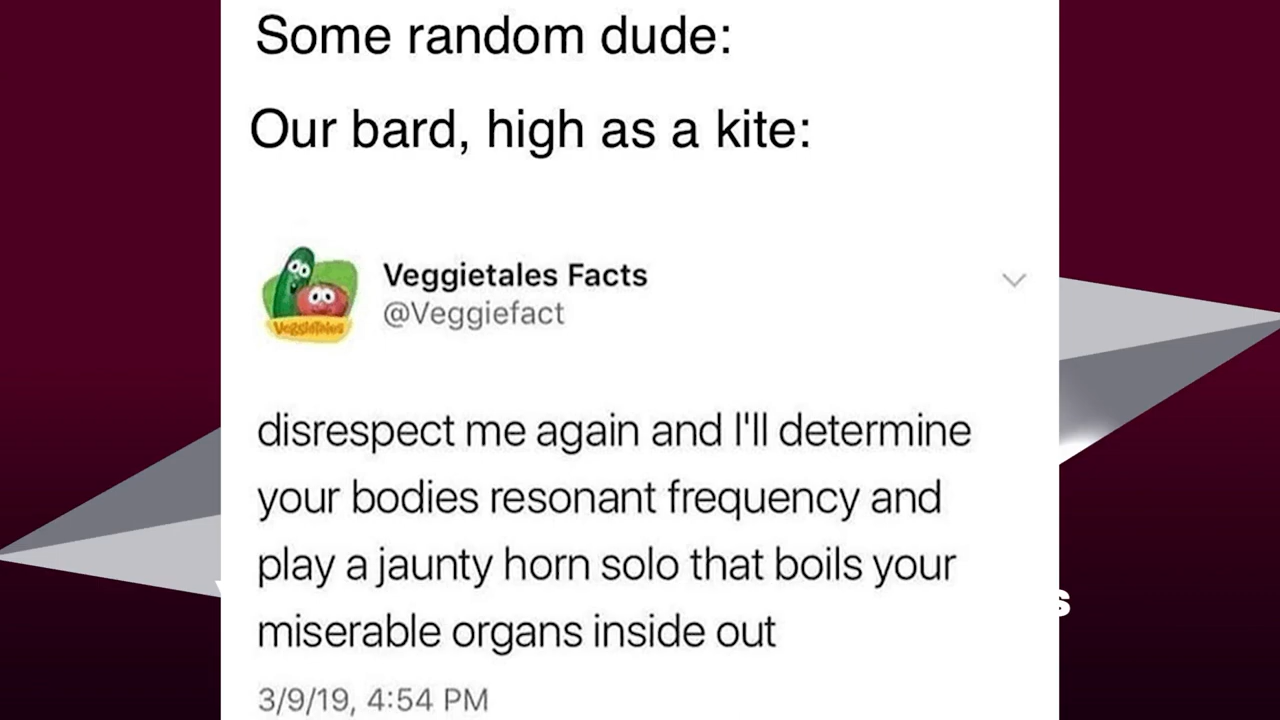 Some random dude:
Our bard, high as a kite:
VeggieTales
Veggietales Facts
@Veggiefact
disrespect me again and I'll determine
your bodies resonant frequency and
play a jaunty horn solo that boils your
miserable organs inside out
3/9/19, 4:54 PM